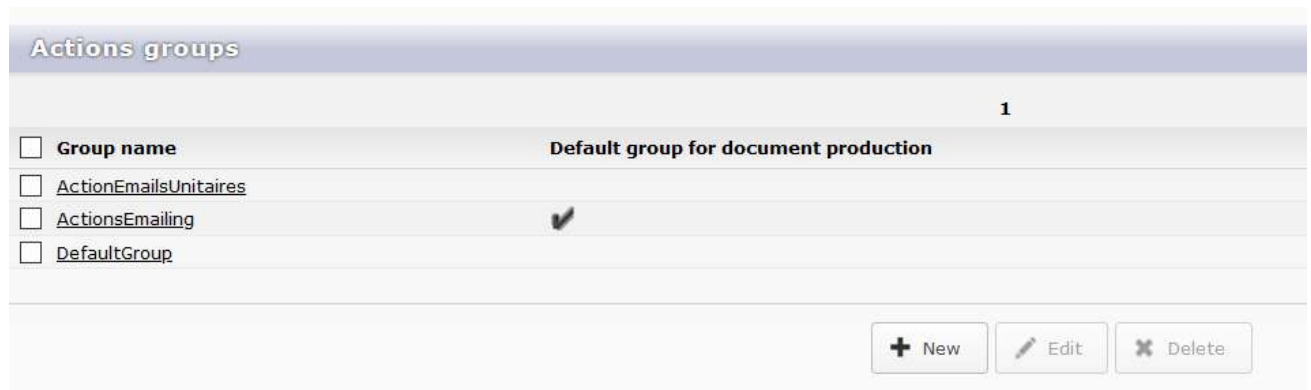 Actions groups
1
Group name Default group for document production
ActionEmailsUnitaires
ActionsEmailing
DefaultGroup
New Edit Delete